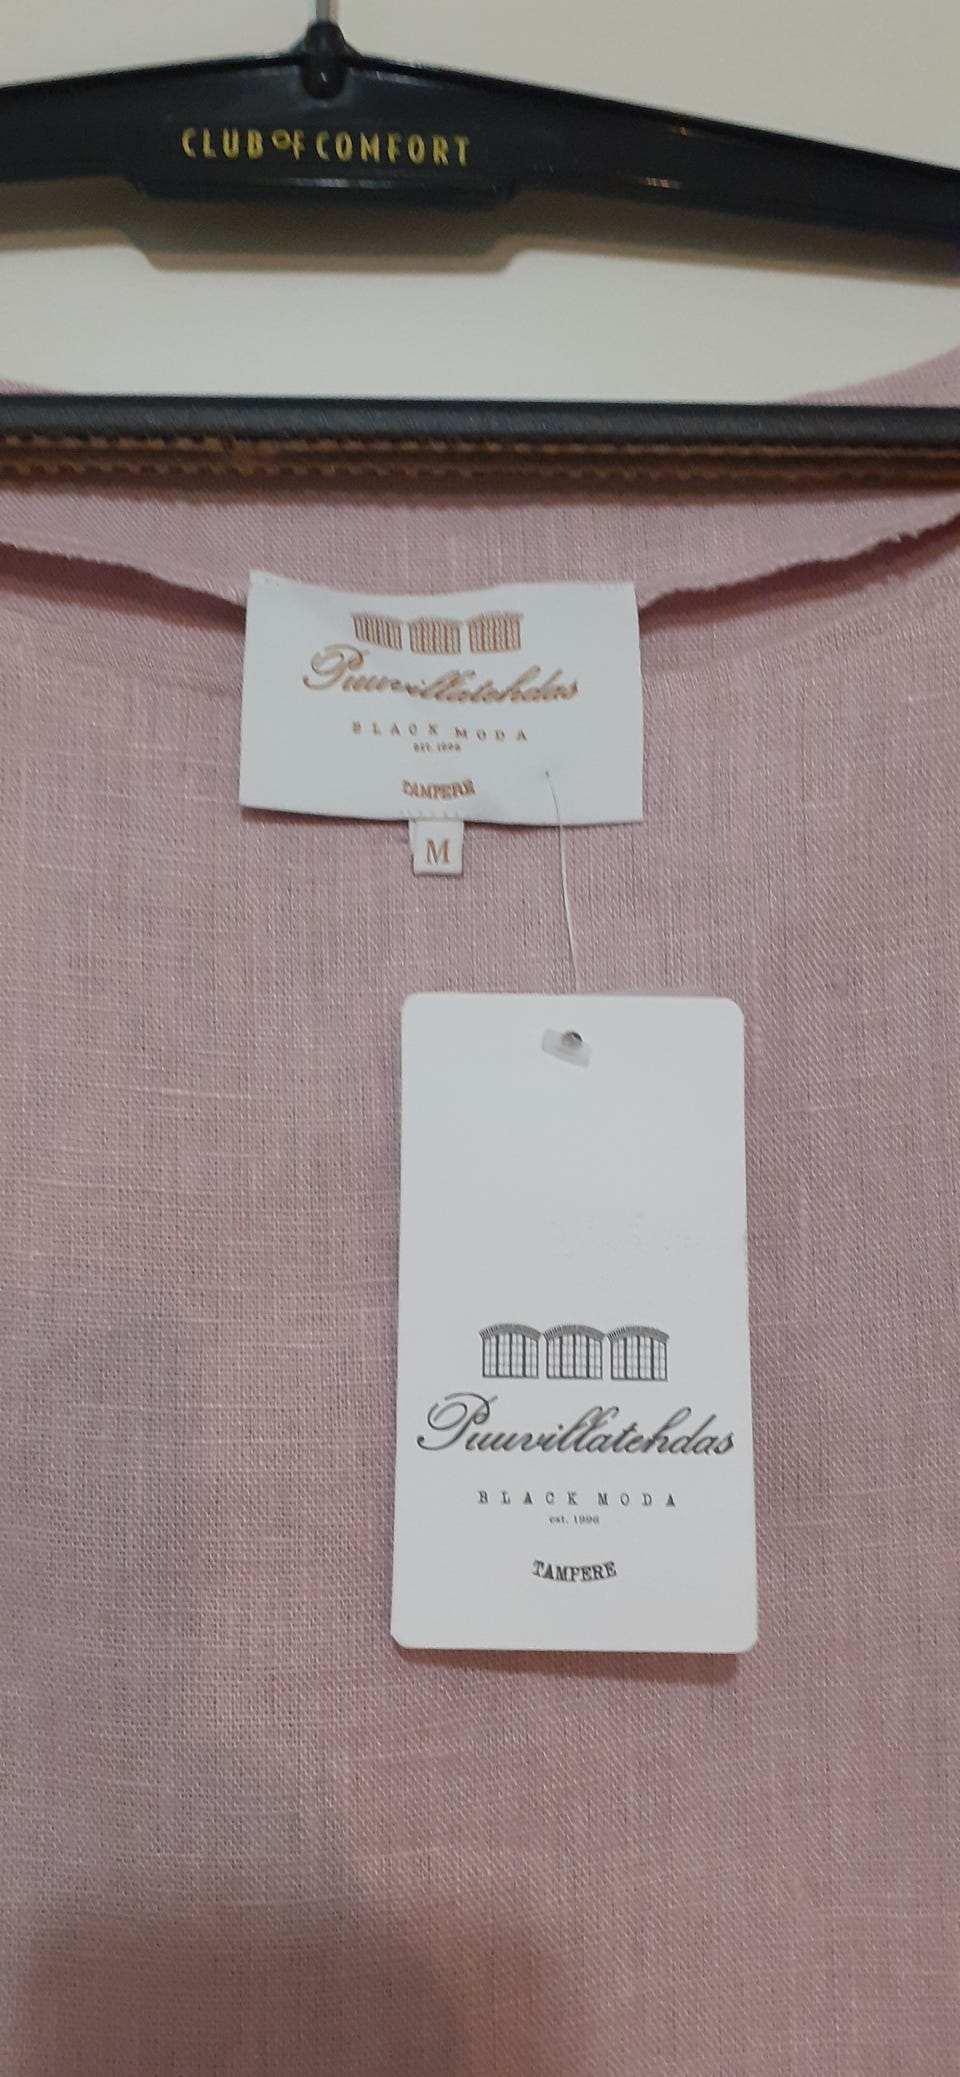 CLUB OF COMFORT
Puuvillatehdas
BLACK MODA
est. 1996
TAMPERE
M
Puuvillatehdas
BLACK MODA
est. 1996
TAMPERE